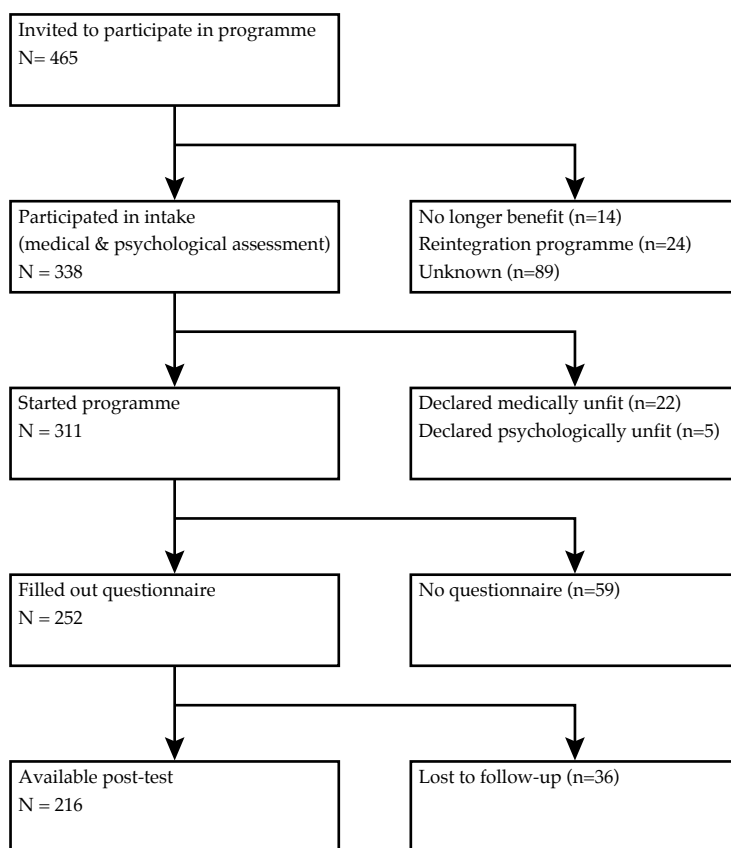 Invited to participate in programme
N= 465
Participated in intake
(medical & psychological assessment)
N = 338
No longer benefit (n=14)
Reintegration programme (n=24)
Unknown (n=89)
Started programme
N = 311
Declared medically unfit (n=22)
Declared psychologically unfit (n=5)
Filled out questionnaire
N = 252
No questionnaire (n=59)
Available post-test
N = 216
Lost to follow-up (n=36)